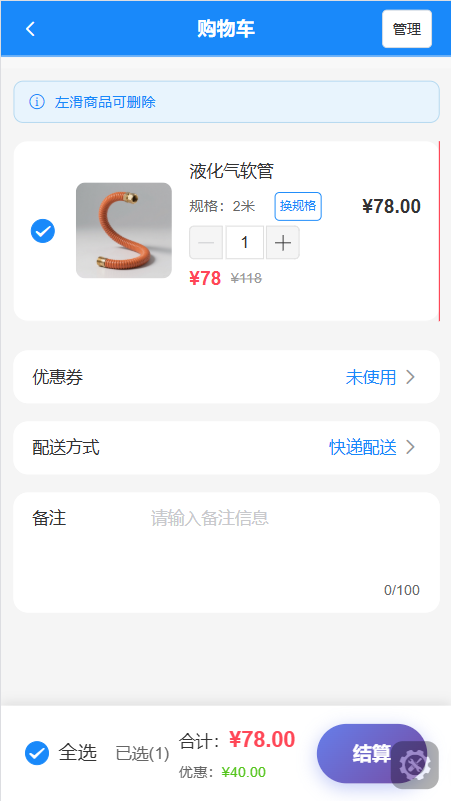 购物车
管理
左滑商品可删除
液化气软管
规格：2米
换规格
¥78.00
1
¥78
¥118
优惠券
未使用
配送方式
快递配送
备注
请输入备注信息
0/100
全选
已选(1)
合计：¥78.00
优惠：¥40.00
结算